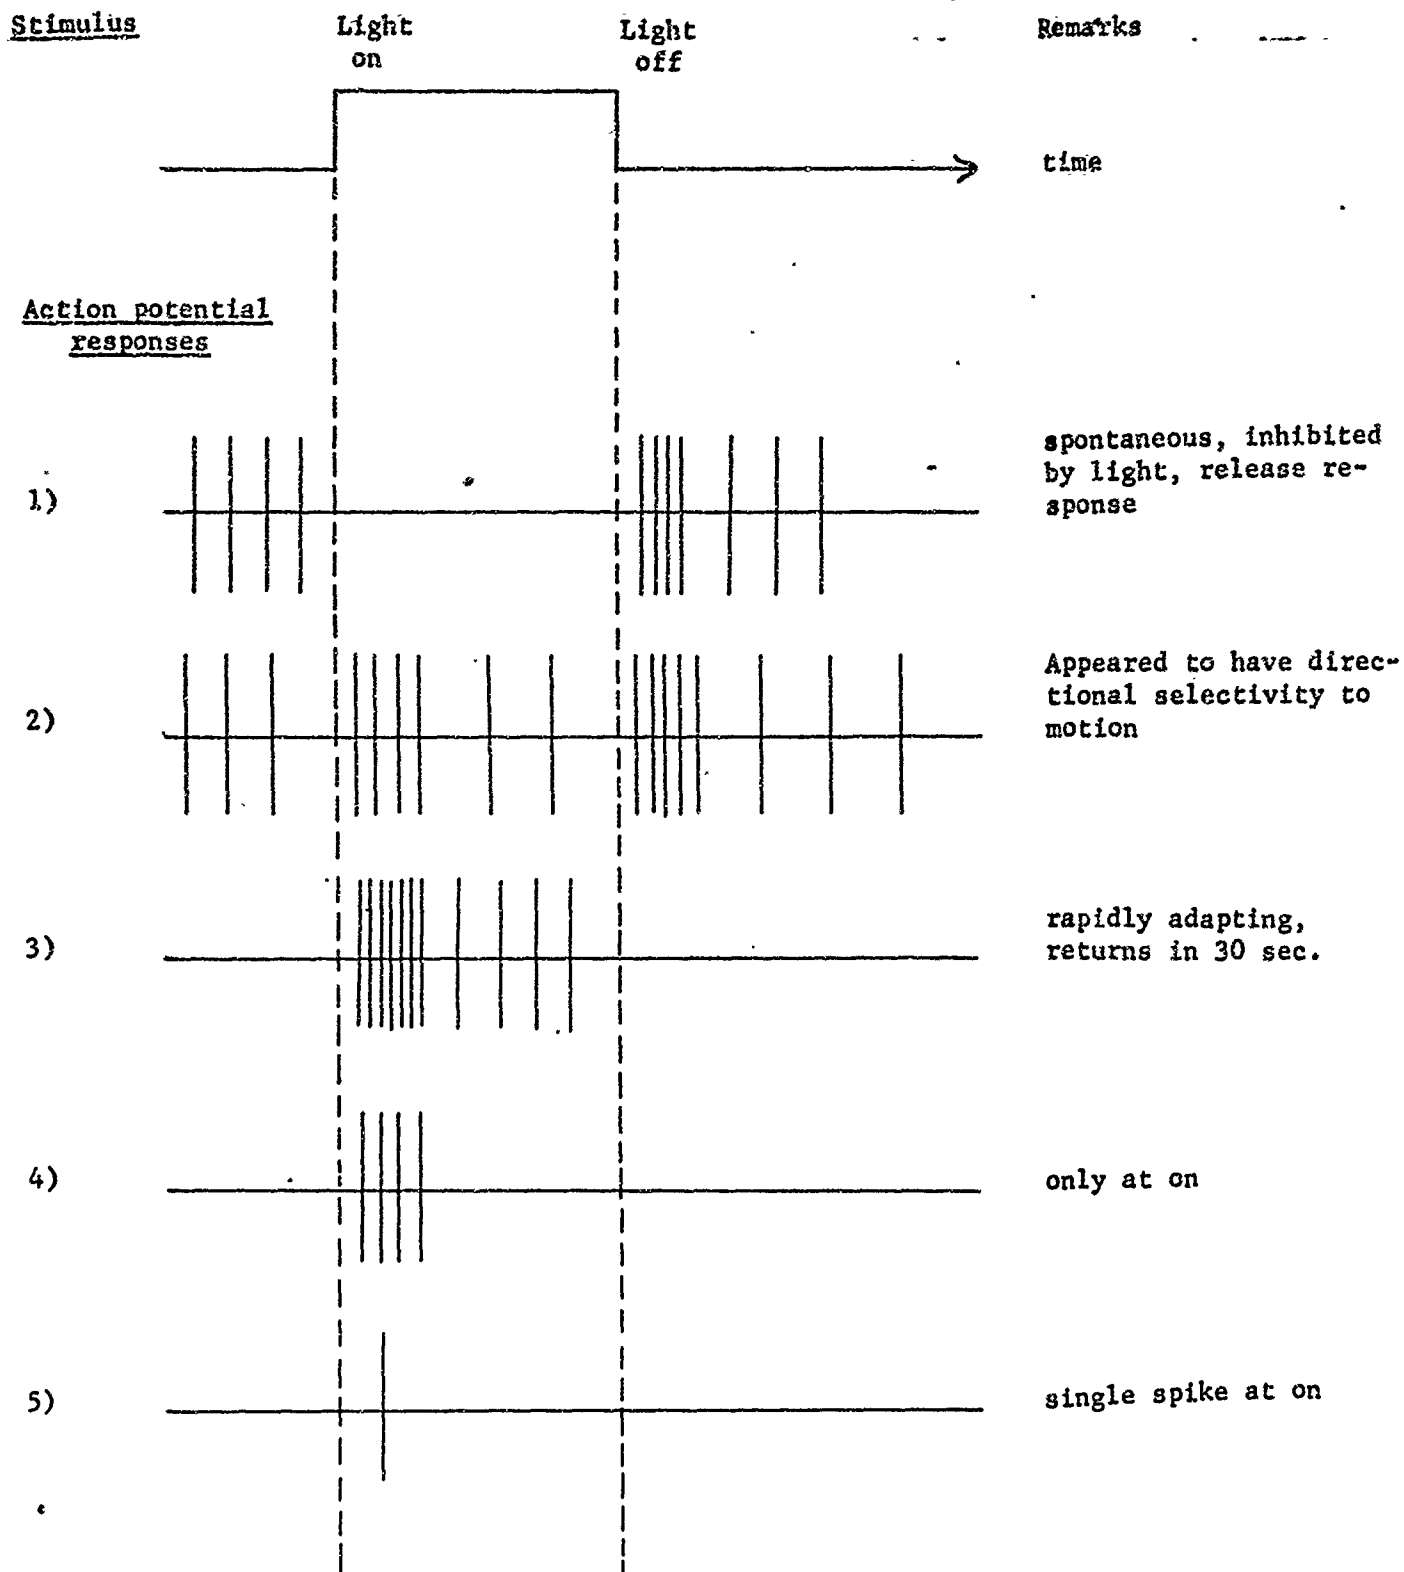 Stimulus
Light
on
Light
off
Remarks
time
Action potential
responses
1)
spontaneous, inhibited
by light, release re-
sponse
2)
Appeared to have direc-
tional selectivity to
motion
3)
rapidly adapting,
returns in 30 sec.
4)
only at on
5)
single spike at on